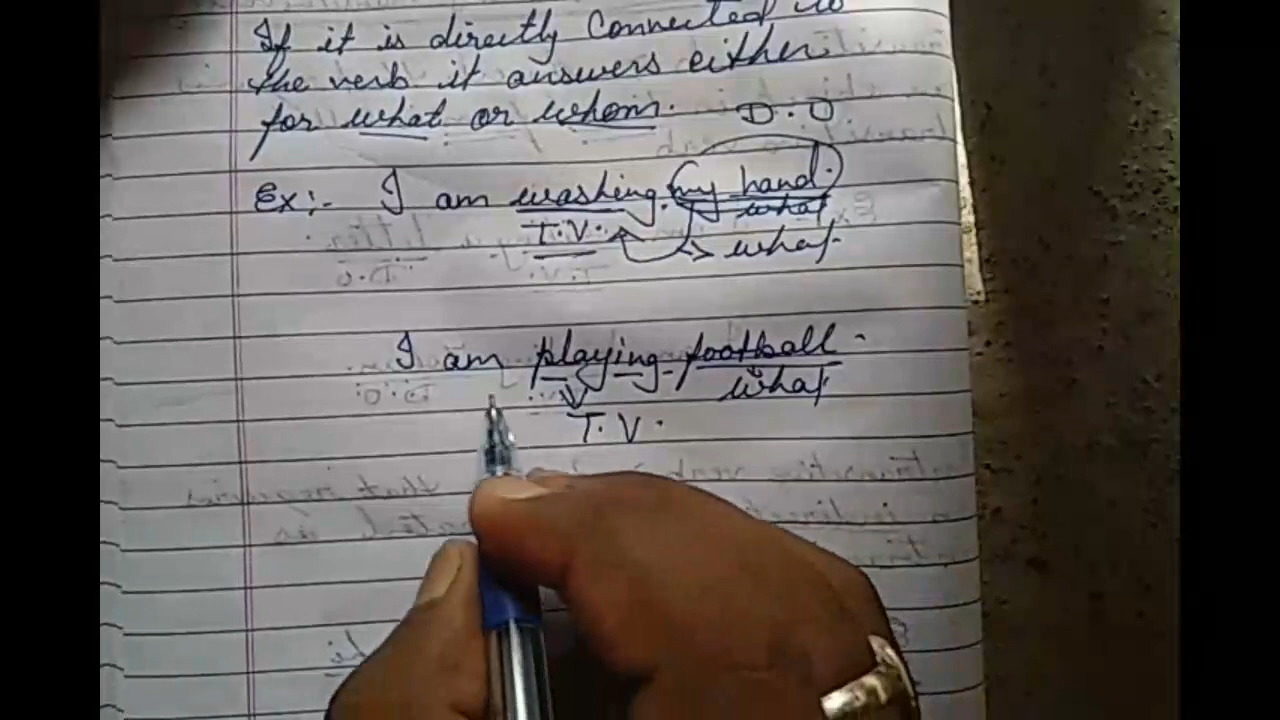 If it is directly connected to
the verb it answers either
for what or whom.
D.O
Ex:- I am washing my hand.
what
T.V. what.
I am playing football.
what
T.V.